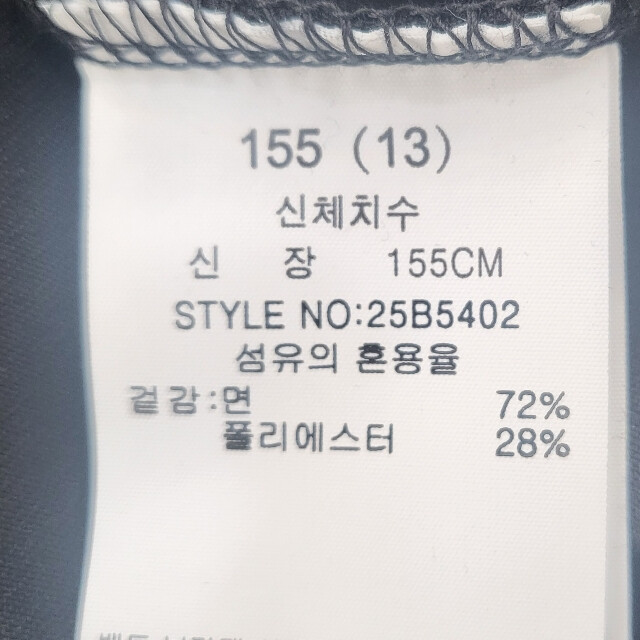 155 (13)
신체치수
신 장 155CM
STYLE NO:25B5402
섬유의 혼용율
겉감:면 72%
폴리에스터 28%